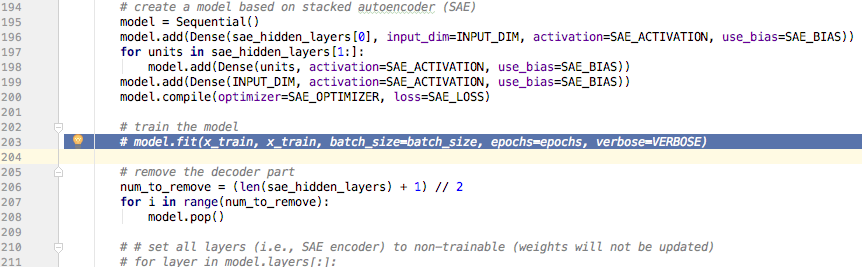 194 # create a model based on stacked autoencoder (SAE)
195 model = Sequential()
196 model.add(Dense(sae_hidden_layers[0], input_dim=INPUT_DIM, activation=SAE_ACTIVATION, use_bias=SAE_BIAS))
197 for units in sae_hidden_layers[1:]:
198     model.add(Dense(units, activation=SAE_ACTIVATION, use_bias=SAE_BIAS))
199 model.add(Dense(INPUT_DIM, activation=SAE_ACTIVATION, use_bias=SAE_BIAS))
200 model.compile(optimizer=SAE_OPTIMIZER, loss=SAE_LOSS)
201
202 # train the model
203 # model.fit(x_train, x_train, batch_size=batch_size, epochs=epochs, verbose=VERBOSE)
204
205 # remove the decoder part
206 num_to_remove = (len(sae_hidden_layers) + 1) // 2
207 for i in range(num_to_remove):
208     model.pop()
209
210 # # set all layers (i.e., SAE encoder) to non-trainable (weights will not be updated)
211 # for layer in model.layers[:]: